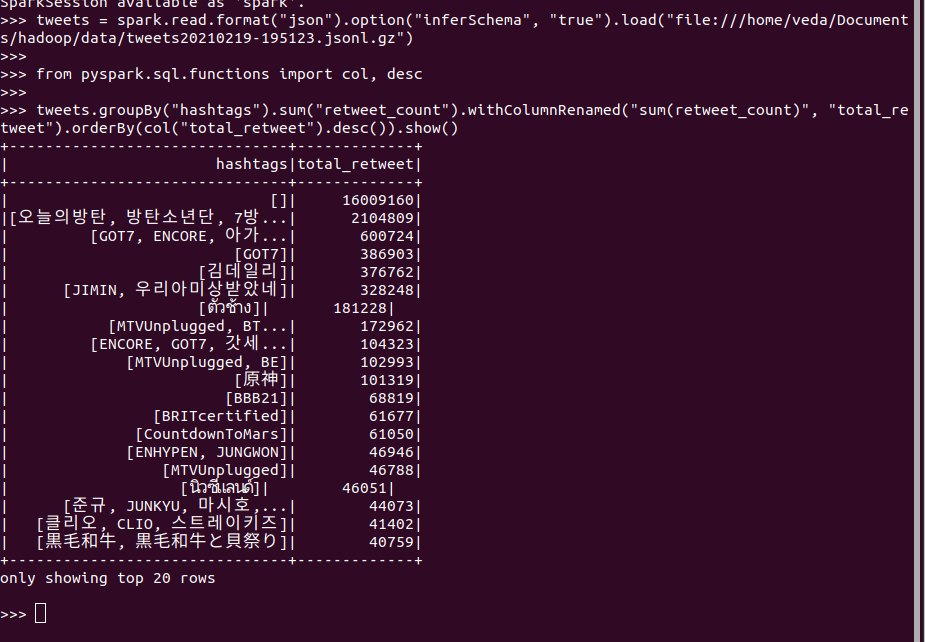 SparkSession available as 'spark'.
>>> tweets = spark.read.format("json").option("inferSchema", "true").load("file:///home/veda/Document
s/hadoop/data/tweets20210219-195123.jsonl.gz")
>>>
>>> from pyspark.sql.functions import col, desc
>>>
>>> tweets.groupBy("hashtags").sum("retweet_count").withColumnRenamed("sum(retweet_count)", "total_re
tweet").orderBy(col("total_retweet").desc()).show()
+-------------------------------+-------------+
|                       hashtags|total_retweet|
+-------------------------------+-------------+
|                             []|     16009160|
|[오늘의방탄, 방탄소년단, 7방...|      2104809|
|         [GOT7, ENCORE, 아가...|       600724|
|                         [GOT7]|       386903|
|                     [김데일리]|       376762|
|      [JIMIN, 우리아미상받았네]|       328248|
|                     [ตัวช้าง]|       181228|
|           [MTVUnplugged, BT...|       172962|
|         [ENCORE, GOT7, 갓세...|       104323|
|             [MTVUnplugged, BE]|       102993|
|                         [原神]|       101319|
|                        [BBB21]|        68819|
|                [BRITcertified]|        61677|
|              [CountdownToMars]|        61050|
|             [ENHYPEN, JUNGWON]|        46946|
|                 [MTVUnplugged]|        46788|
|                   [นิวซีแลนด์]|        46051|
|      [준규, JUNKYU, 마시호,...|        44073|
|   [클리오, CLIO, 스트레이키즈]|        41402|
|   [黒毛和牛, 黒毛和牛と貝祭り]|        40759|
+-------------------------------+-------------+
only showing top 20 rows
>>>